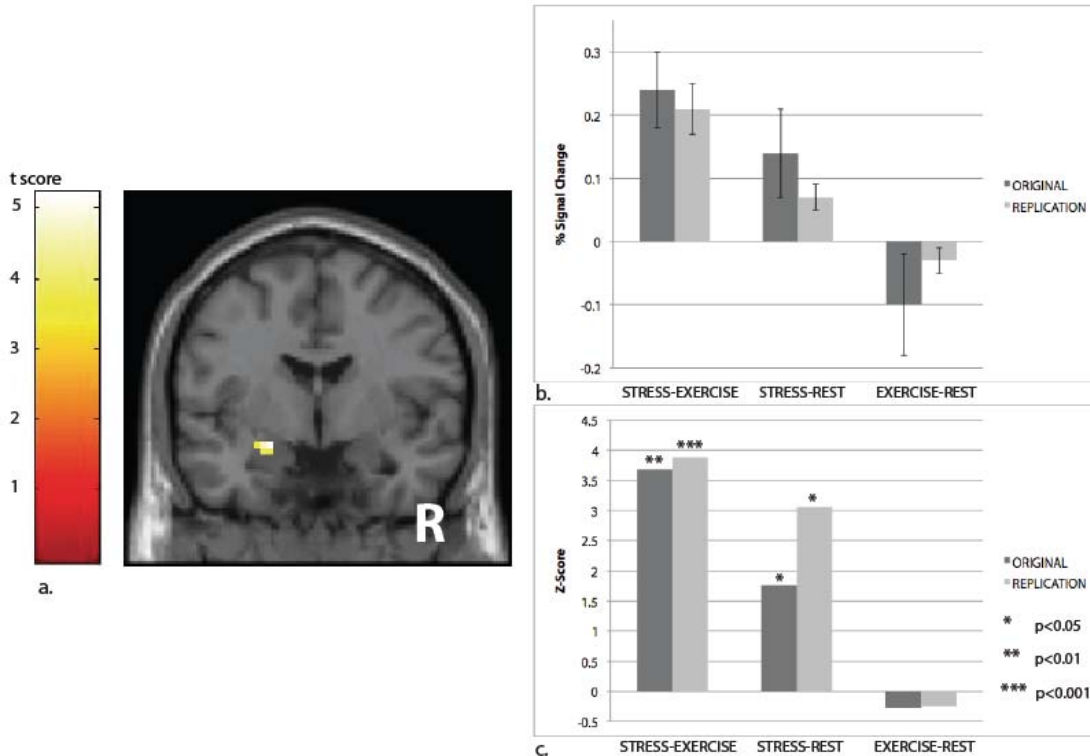 t score
5
4
3
2
1
R
a.
% Signal Change
0.3
0.2
0.1
0
-0.1
-0.2
ORIGINAL
REPLICATION
b.
STRESS-EXERCISE STRESS-REST EXERCISE-REST
Z-Score
4.5
4
3.5
3
2.5
2
1.5
1
0.5
0
-0.5
** ***
* *
ORIGINAL
REPLICATION
* p<0.05
** p<0.01
*** p<0.001
c.
STRESS-EXERCISE STRESS-REST EXERCISE-REST